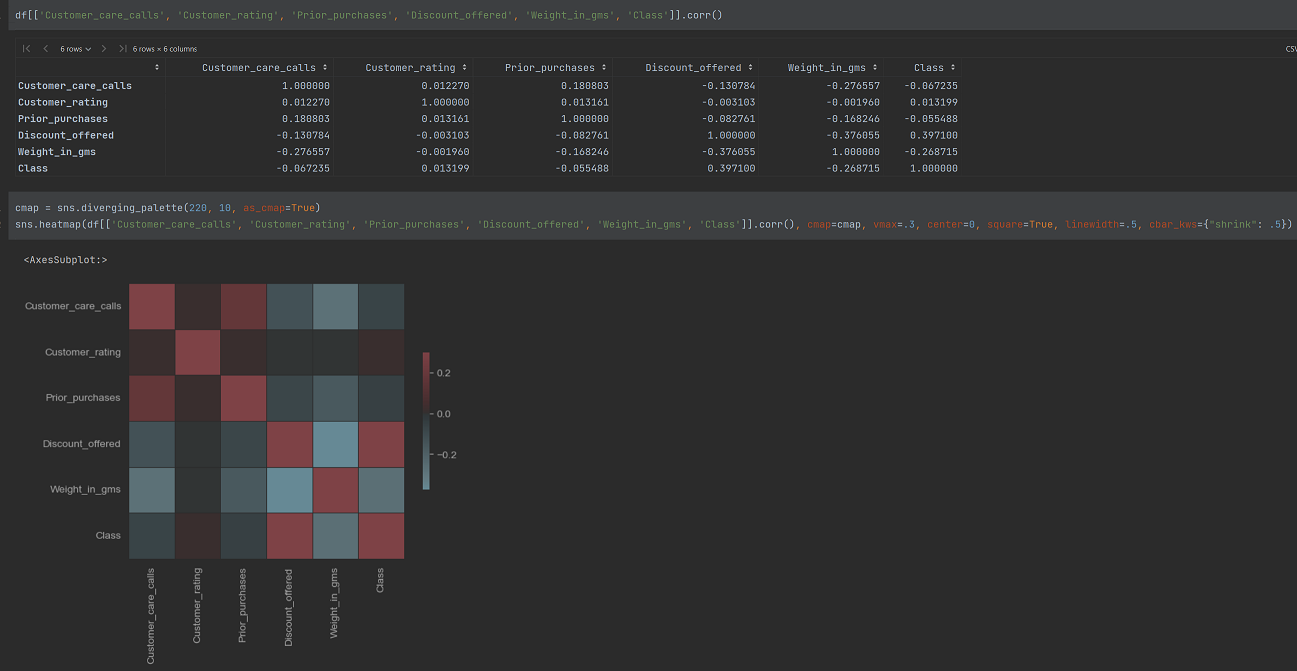 df[['Customer_care_calls', 'Customer_rating', 'Prior_purchases', 'Discount_offered', 'Weight_in_gms', 'Class']].corr()
6 rows 6 rows × 6 columns CSV
Customer_care_calls Customer_rating Prior_purchases Discount_offered Weight_in_gms Class
Customer_care_calls 1.000000 0.012270 0.180803 -0.130784 -0.276557 -0.067235
Customer_rating 0.012270 1.000000 0.013161 -0.003103 -0.001960 0.013199
Prior_purchases 0.180803 0.013161 1.000000 -0.082761 -0.168246 -0.055488
Discount_offered -0.130784 -0.003103 -0.082761 1.000000 -0.376055 0.397100
Weight_in_gms -0.276557 -0.001960 -0.168246 -0.376055 1.000000 -0.268715
Class -0.067235 0.013199 -0.055488 0.397100 -0.268715 1.000000
cmap = sns.diverging_palette(220, 10, as_cmap=True)
sns.heatmap(df[['Customer_care_calls', 'Customer_rating', 'Prior_purchases', 'Discount_offered', 'Weight_in_gms', 'Class']].corr(), cmap=cmap, vmax=.3, center=0, square=True, linewidth=.5, cbar_kws={"shrink": .5})
<AxesSubplot:>
Customer_care_calls
Customer_rating
Prior_purchases
Discount_offered
Weight_in_gms
Class
0.2
0.0
−0.2
Customer_care_calls
Customer_rating
Prior_purchases
Discount_offered
Weight_in_gms
Class